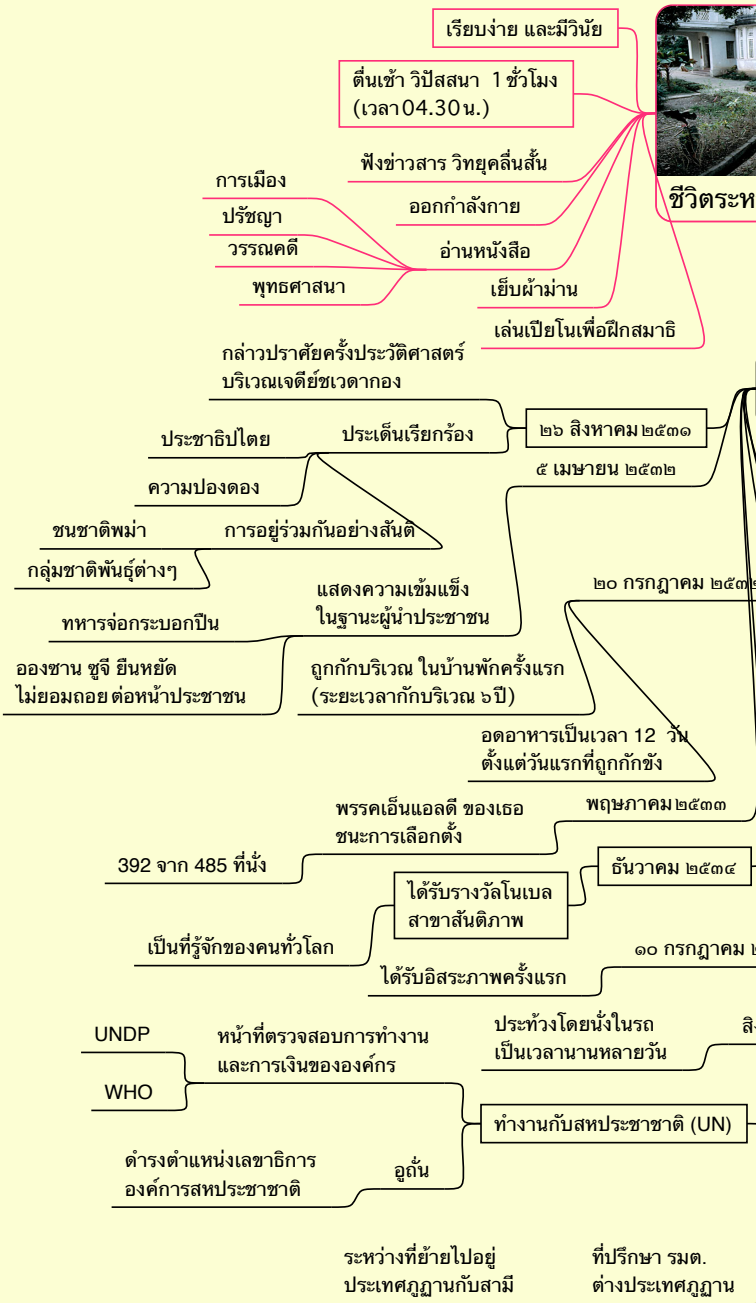 เรียบง่าย และมีวินัย
ตื่นเช้า วิปัสสนา 1 ชั่วโมง
(เวลา 04.30 น.)
ฟังข่าวสาร วิทยุคลื่นสั้น
ออกกำลังกาย
อ่านหนังสือ
การเมือง
ปรัชญา
วรรณคดี
พุทธศาสนา
เย็บผ้าม่าน
เล่นเปียโนเพื่อฝึกสมาธิ
ชีวิตระห
๒๖ สิงหาคม ๒๕๓๑
กล่าวปราศัยครั้งประวัติศาสตร์
บริเวณเจดีย์ชเวดากอง
ประเด็นเรียกร้อง
ประชาธิปไตย
ความปองดอง
การอยู่ร่วมกันอย่างสันติ
ชนชาติพม่า
กลุ่มชาติพันธุ์ต่างๆ
๕ เมษายน ๒๕๓๒
แสดงความเข้มแข็ง
ในฐานะผู้นำประชาชน
ทหารจ่อกระบอกปืน
อองซาน ซูจี ยืนหยัด
ไม่ยอมถอย ต่อหน้าประชาชน
๒๐ กรกฎาคม ๒๕๓๒
ถูกกักบริเวณ ในบ้านพักครั้งแรก
(ระยะเวลากักบริเวณ ๖ ปี)
อดอาหารเป็นเวลา 12 วัน
ตั้งแต่วันแรกที่ถูกกักขัง
พฤษภาคม ๒๕๓๓
พรรคเอ็นแอลดี ของเธอ
ชนะการเลือกตั้ง
392 จาก 485 ที่นั่ง
ธันวาคม ๒๕๓๔
ได้รับรางวัลโนเบล
สาขาสันติภาพ
เป็นที่รู้จักของคนทั่วโลก
๑๐ กรกฎาคม
ได้รับอิสระภาพครั้งแรก
ประท้วงโดยนั่งในรถ
เป็นเวลานานหลายวัน
ทำงานกับสหประชาชาติ (UN)
หน้าที่ตรวจสอบการทำงาน
และการเงินขององค์กร
UNDP
WHO
อูถั่น
ดำรงตำแหน่งเลขาธิการ
องค์การสหประชาชาติ
ระหว่างที่ย้ายไปอยู่
ประเทศภูฏานกับสามี
ที่ปรึกษา รมต.
ต่างประเทศภูฏาน